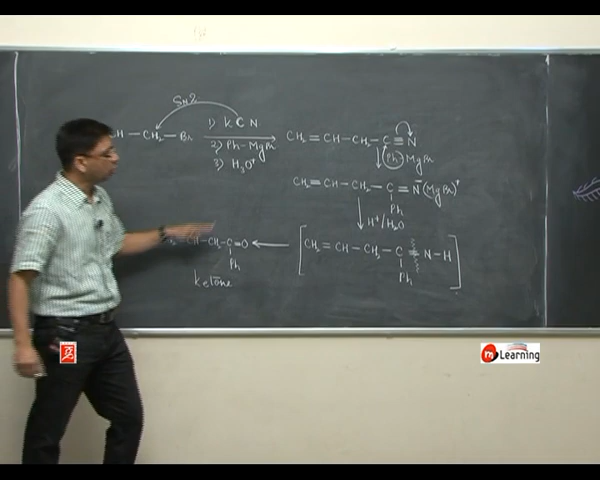 SN2
CH – CH₂ – Br
1) KCN
2) Ph-MgBr
3) H₃O⁺
CH₂ = CH – CH₂ – C ≡ N
Ph MgBr
CH₂ = CH – CH₂ – C = N̄ (MgBr)⁺
Ph
H⁺/H₂O
[CH₂ = CH – CH₂ – C = N – H]
Ph
CH – CH₂ – C = O
Ph
ketone
m Learning